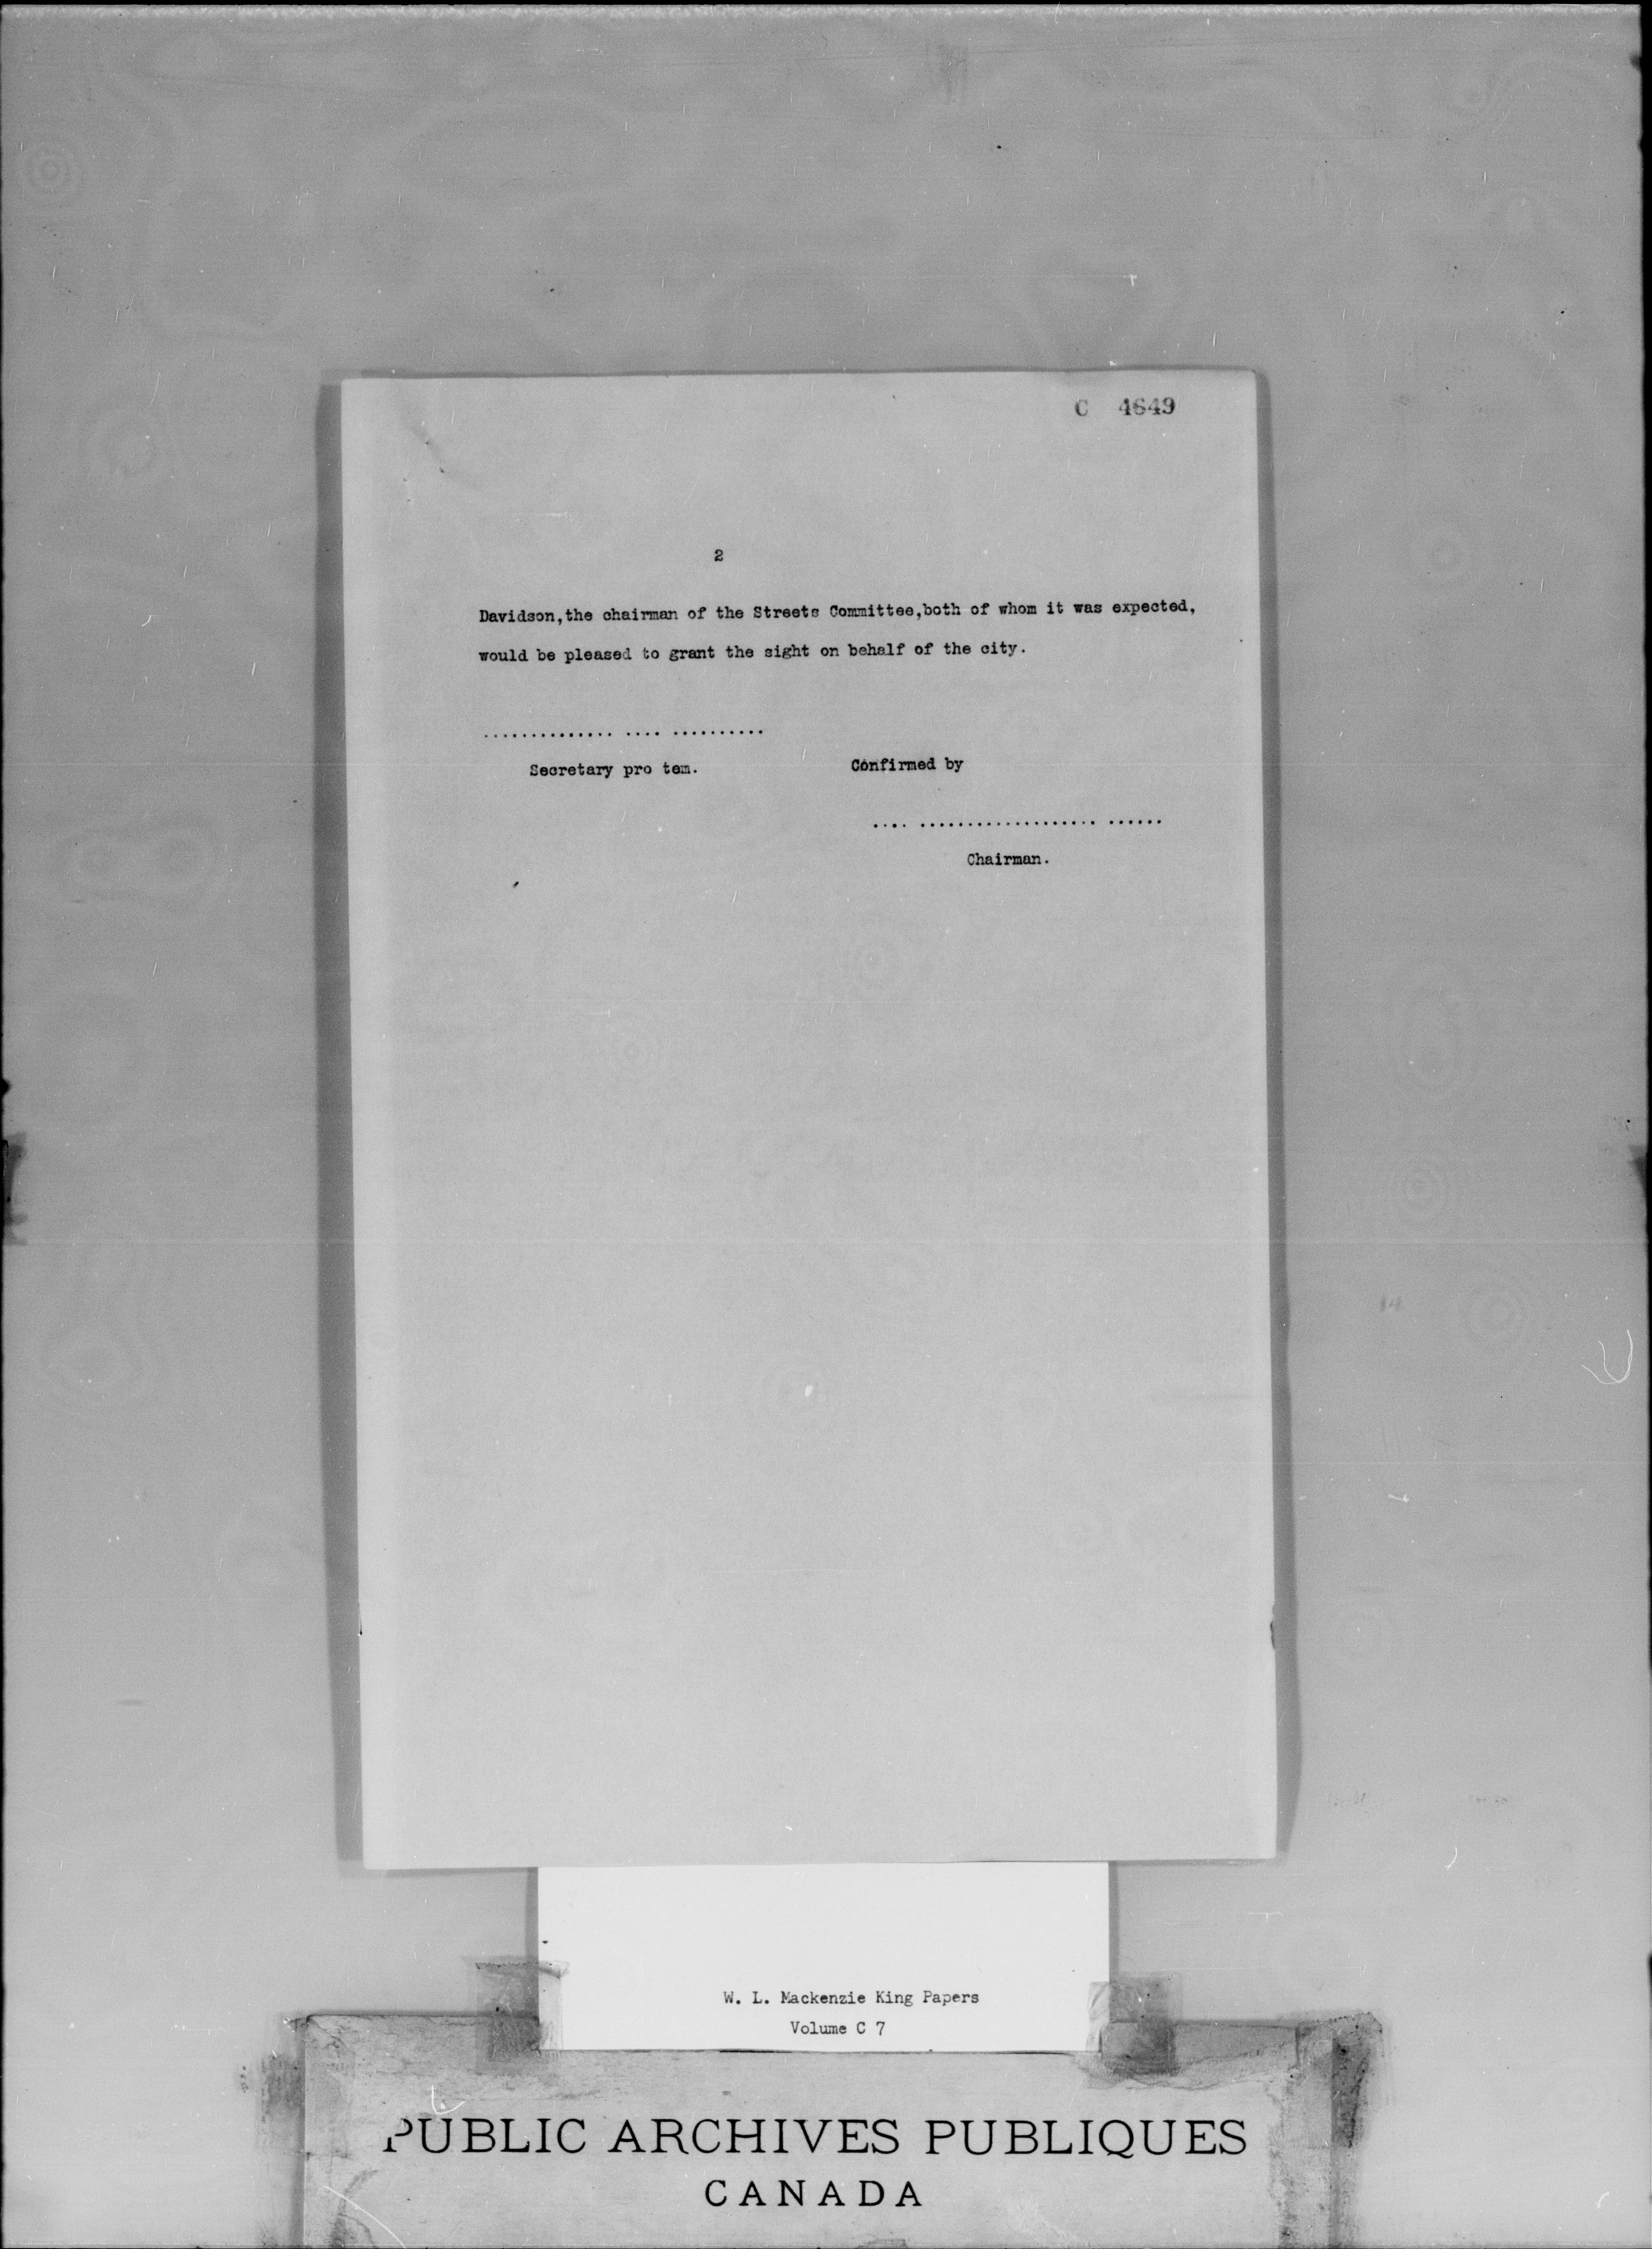 C 4649
2
Davidson,the chairman of the Streets Committee,both of whom it was expected,
would be pleased to grant the sight on behalf of the city.
.............. .... ..........
Secretary pro tem.
Confirmed by
.... ................... ......
Chairman.
W. L. Mackenzie King Papers
Volume C 7
PUBLIC ARCHIVES PUBLIQUES
CANADA